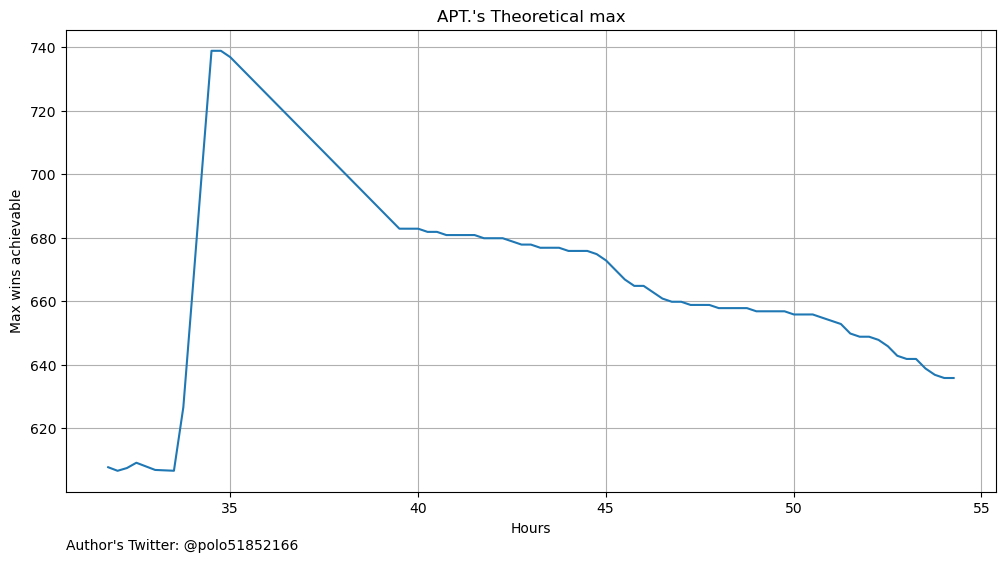 APT.'s Theoretical max
740
720
700
680
660
640
620
Max wins achievable
35 40 45 50 55
Hours
Author's Twitter: @polo51852166